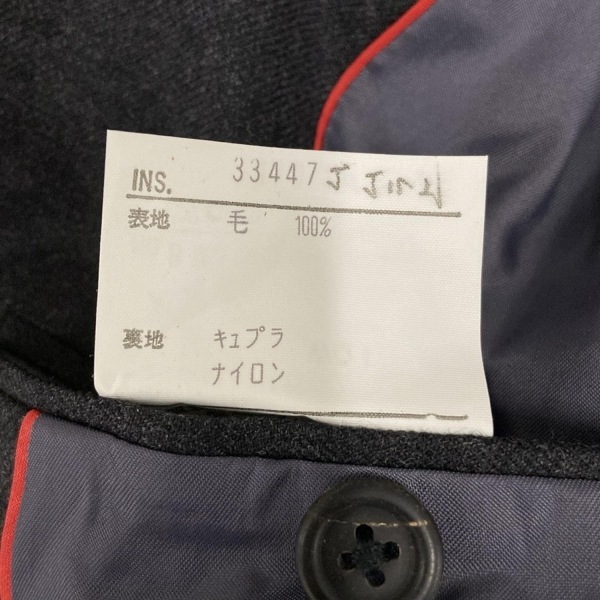 INS. 33447J
表地 毛 100%
裏地 キュプラ
ナイロン